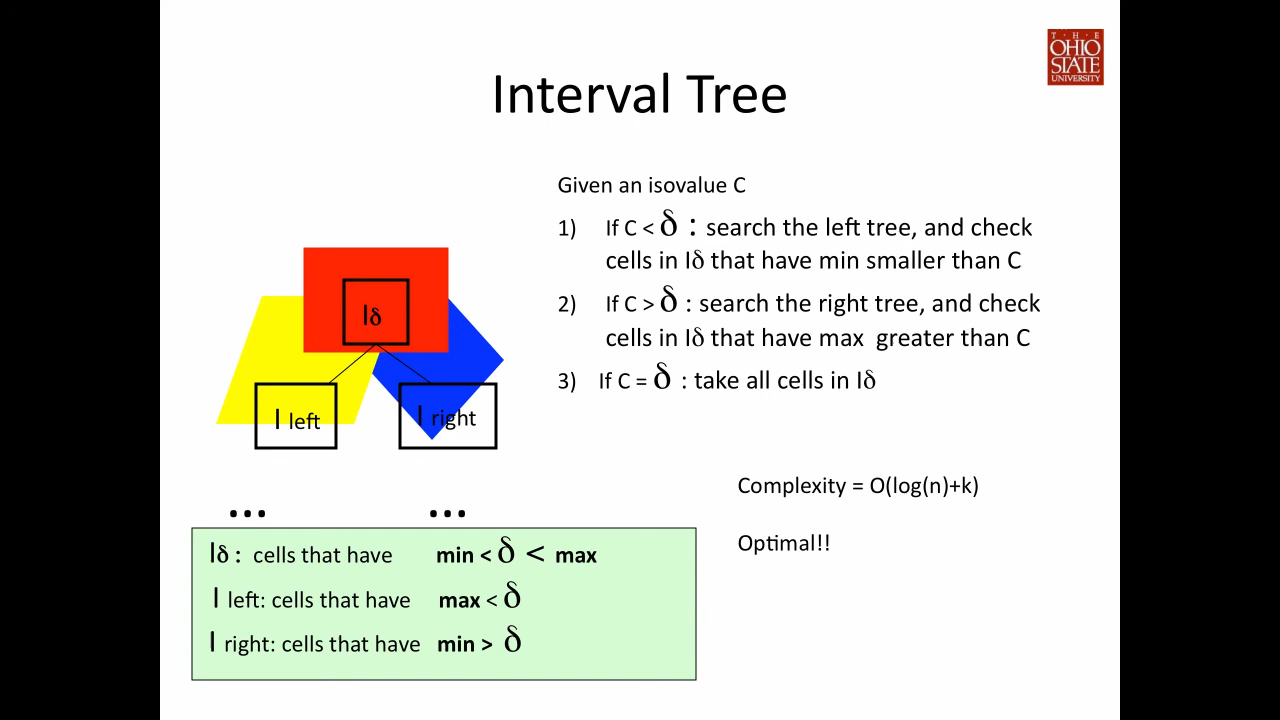 T·H·E
OHIO
STATE
UNIVERSITY
Interval Tree
Given an isovalue C
1) If C < δ : search the left tree, and check
cells in Iδ that have min smaller than C
2) If C > δ : search the right tree, and check
cells in Iδ that have max greater than C
3) If C = δ : take all cells in Iδ
Iδ
I left
I right
... ...
Complexity = O(log(n)+k)
Optimal!!
Iδ : cells that have min < δ < max
I left: cells that have max < δ
I right: cells that have min > δ